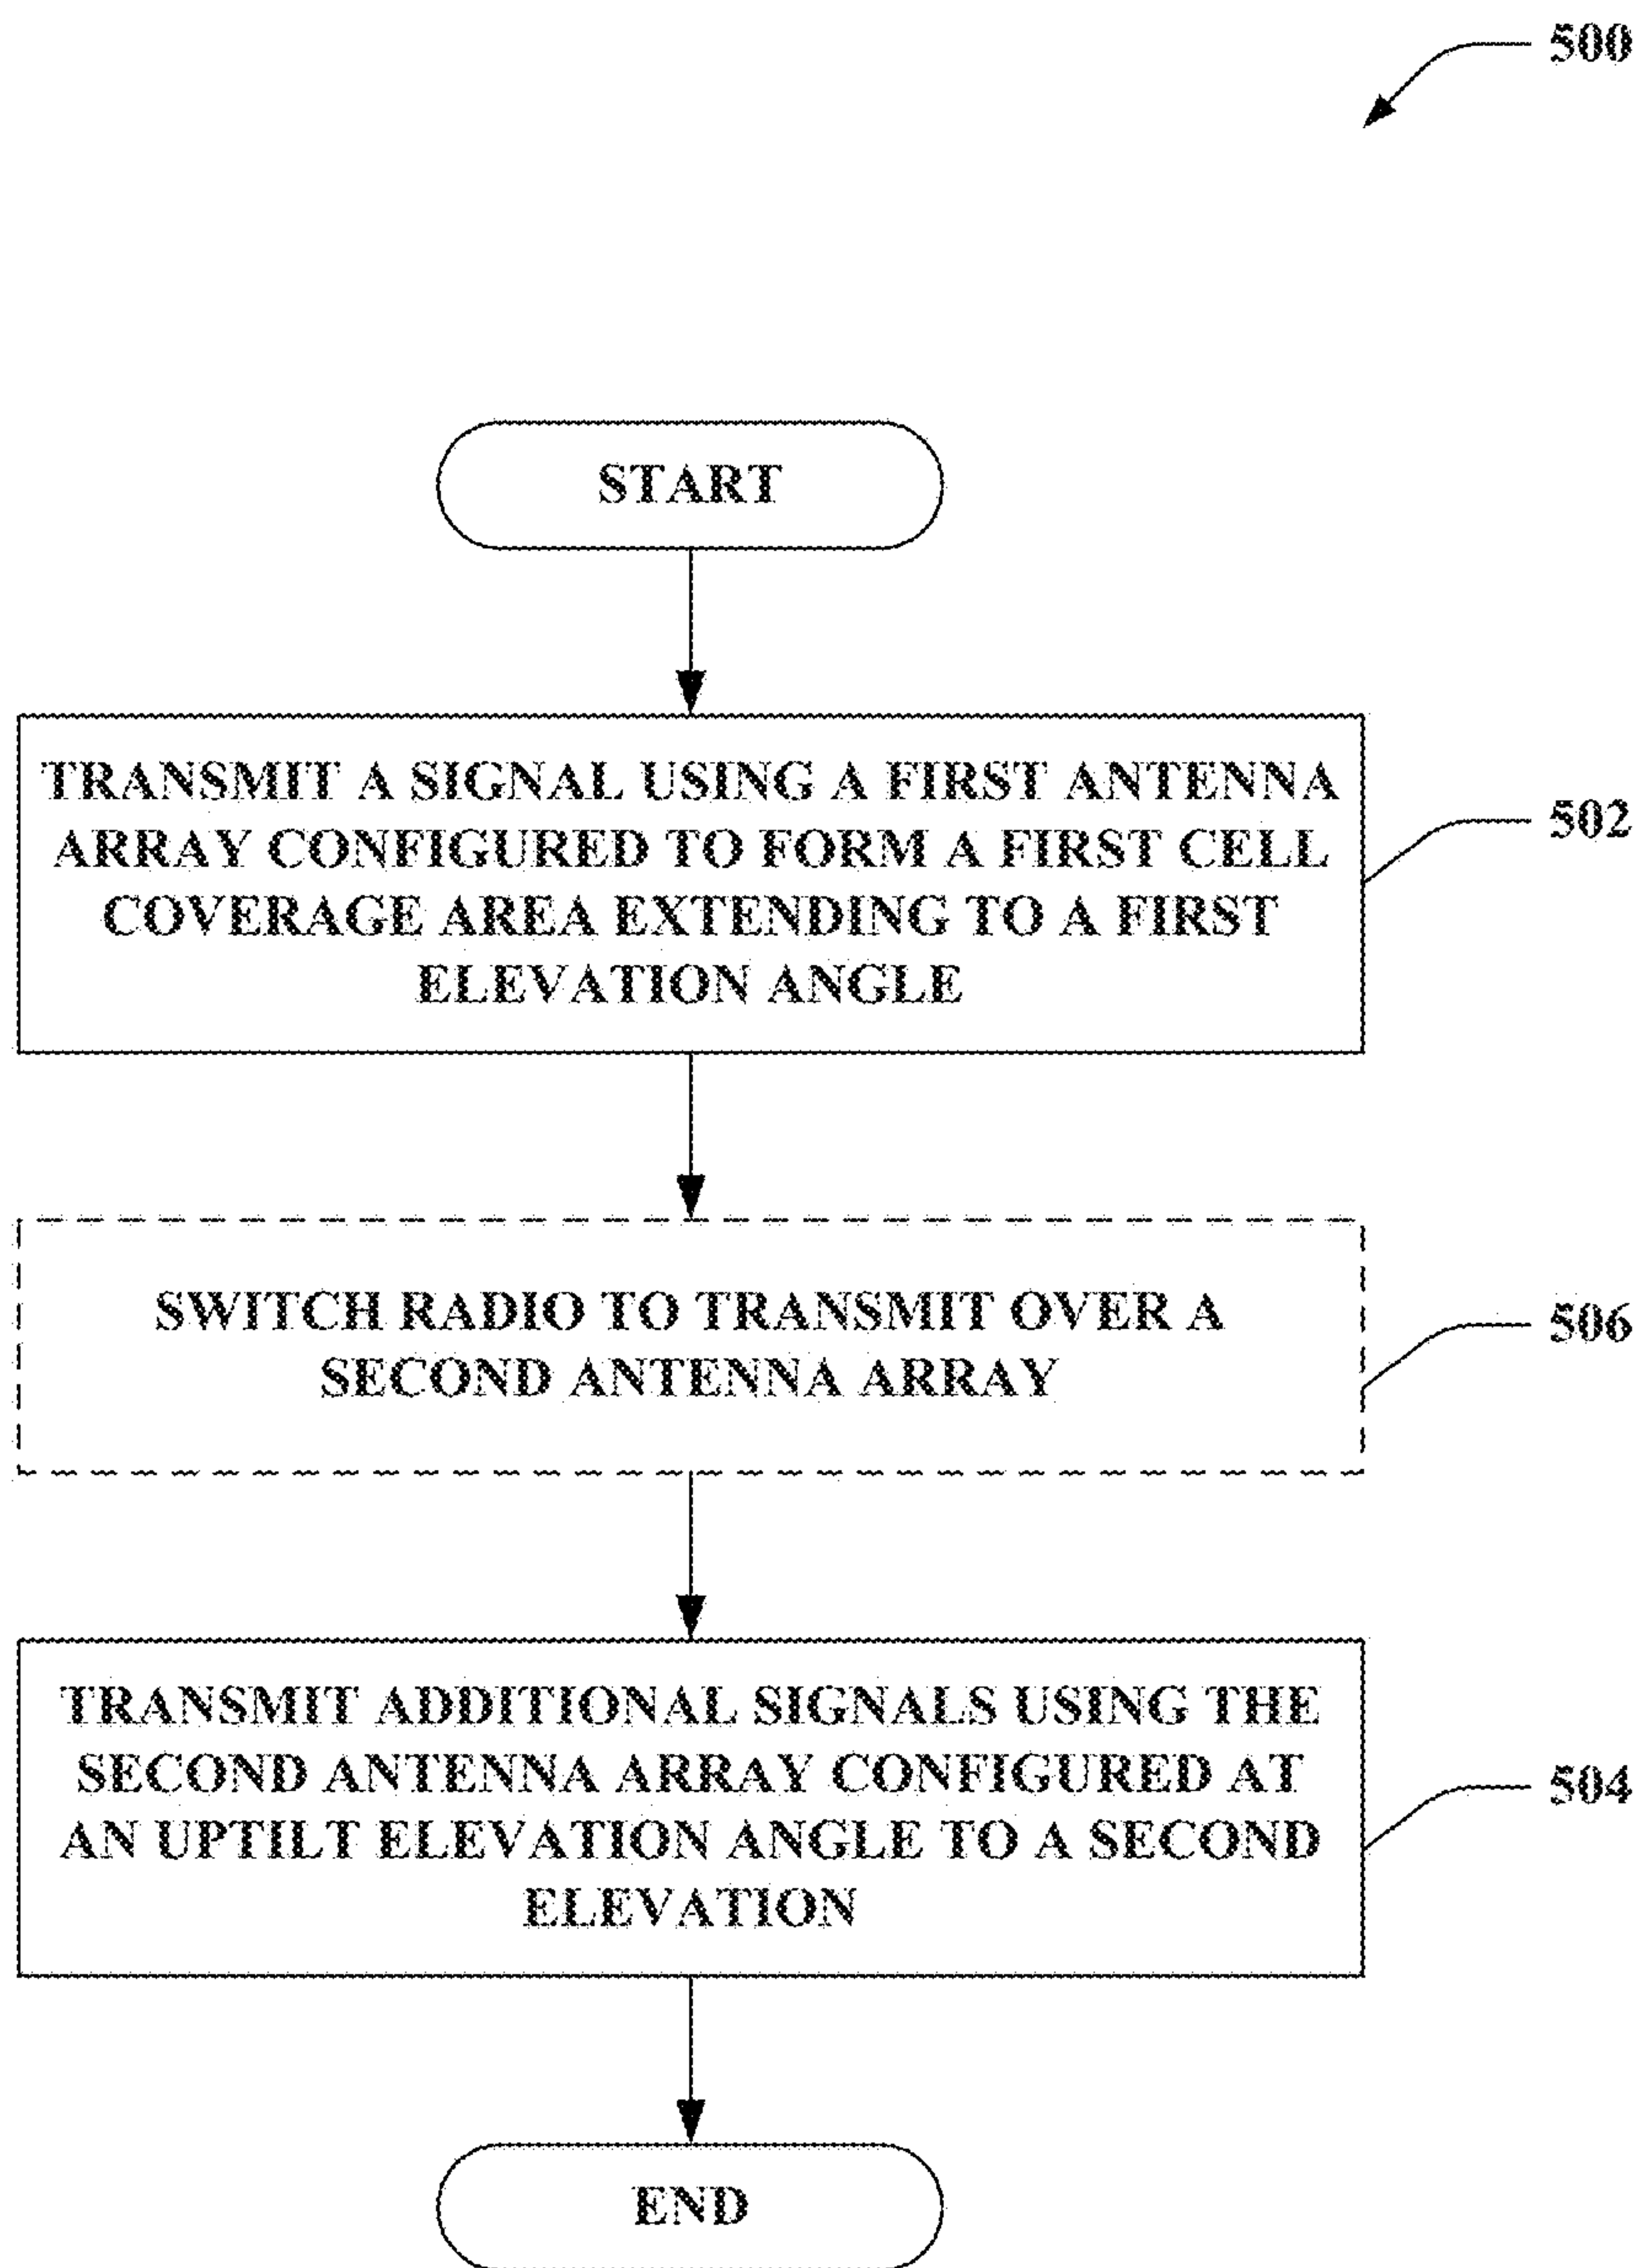 500
START
TRANSMIT A SIGNAL USING A FIRST ANTENNA
ARRAY CONFIGURED TO FORM A FIRST CELL
COVERAGE AREA EXTENDING TO A FIRST
ELEVATION ANGLE
502
SWITCH RADIO TO TRANSMIT OVER A
SECOND ANTENNA ARRAY
506
TRANSMIT ADDITIONAL SIGNALS USING THE
SECOND ANTENNA ARRAY CONFIGURED AT
AN UPTILT ELEVATION ANGLE TO A SECOND
ELEVATION
504
END